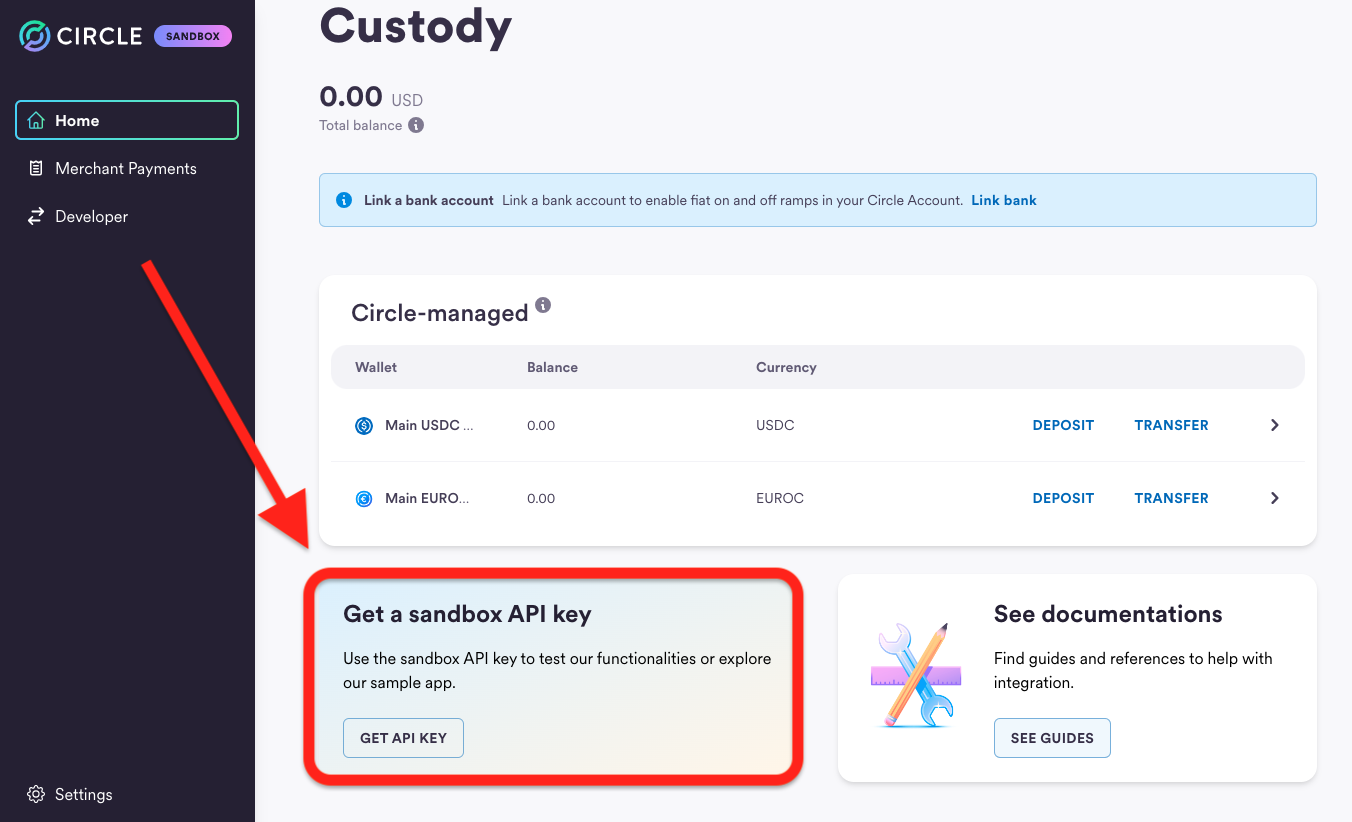 CIRCLE SANDBOX
Home
Merchant Payments
Developer
Settings
Custody
0.00 USD
Total balance
Link a bank account Link a bank account to enable fiat on and off ramps in your Circle Account. Link bank
Circle-managed
Wallet Balance Currency
Main USDC ... 0.00 USDC DEPOSIT TRANSFER
Main EURO... 0.00 EUROC DEPOSIT TRANSFER
Get a sandbox API key
Use the sandbox API key to test our functionalities or explore
our sample app.
GET API KEY
See documentations
Find guides and references to help with
integration.
SEE GUIDES